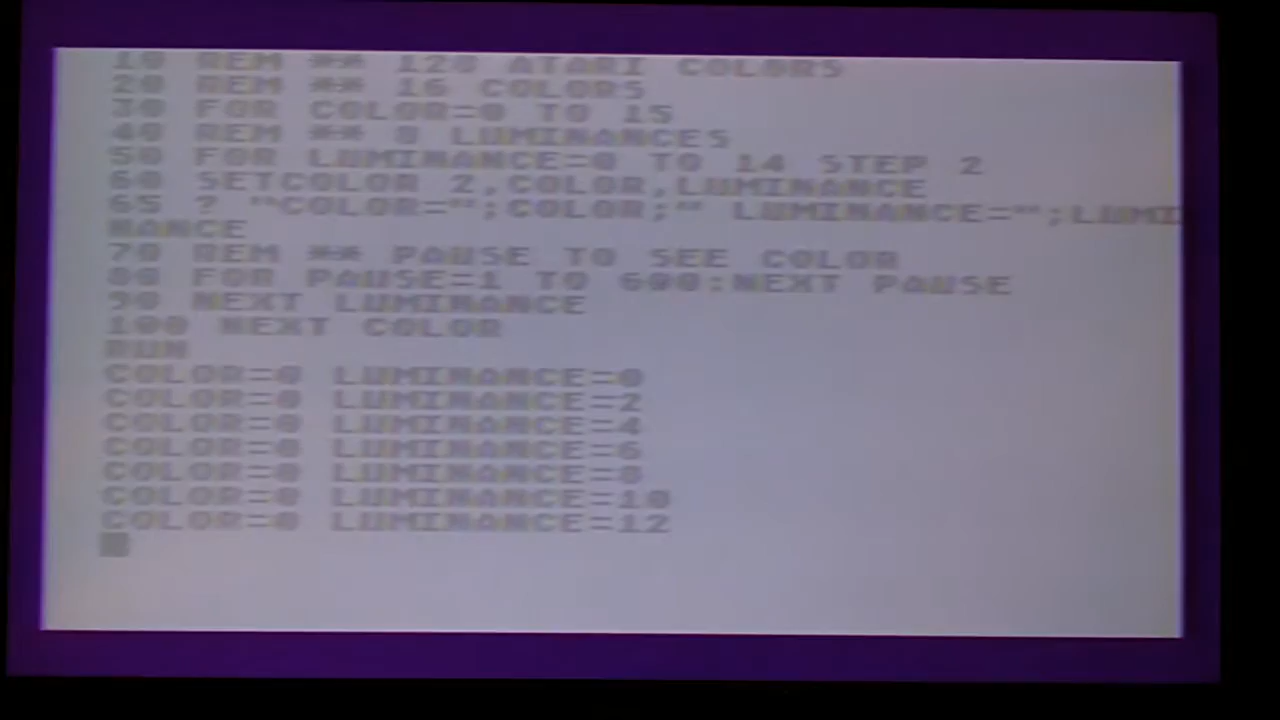 10 REM ** 120 ATARI COLORS
20 REM ** 16 COLORS
30 FOR COLOR=0 TO 15
40 REM ** 8 LUMINANCES
50 FOR LUMINANCE=0 TO 14 STEP 2
60 SETCOLOR 2,COLOR,LUMINANCE
65 ? "COLOR=";COLOR;" LUMINANCE=";LUMI
NANCE
70 REM ** PAUSE TO SEE COLOR
80 FOR PAUSE=1 TO 600:NEXT PAUSE
90 NEXT LUMINANCE
100 NEXT COLOR
RUN
COLOR=0 LUMINANCE=0
COLOR=0 LUMINANCE=2
COLOR=0 LUMINANCE=4
COLOR=0 LUMINANCE=6
COLOR=0 LUMINANCE=8
COLOR=0 LUMINANCE=10
COLOR=0 LUMINANCE=12